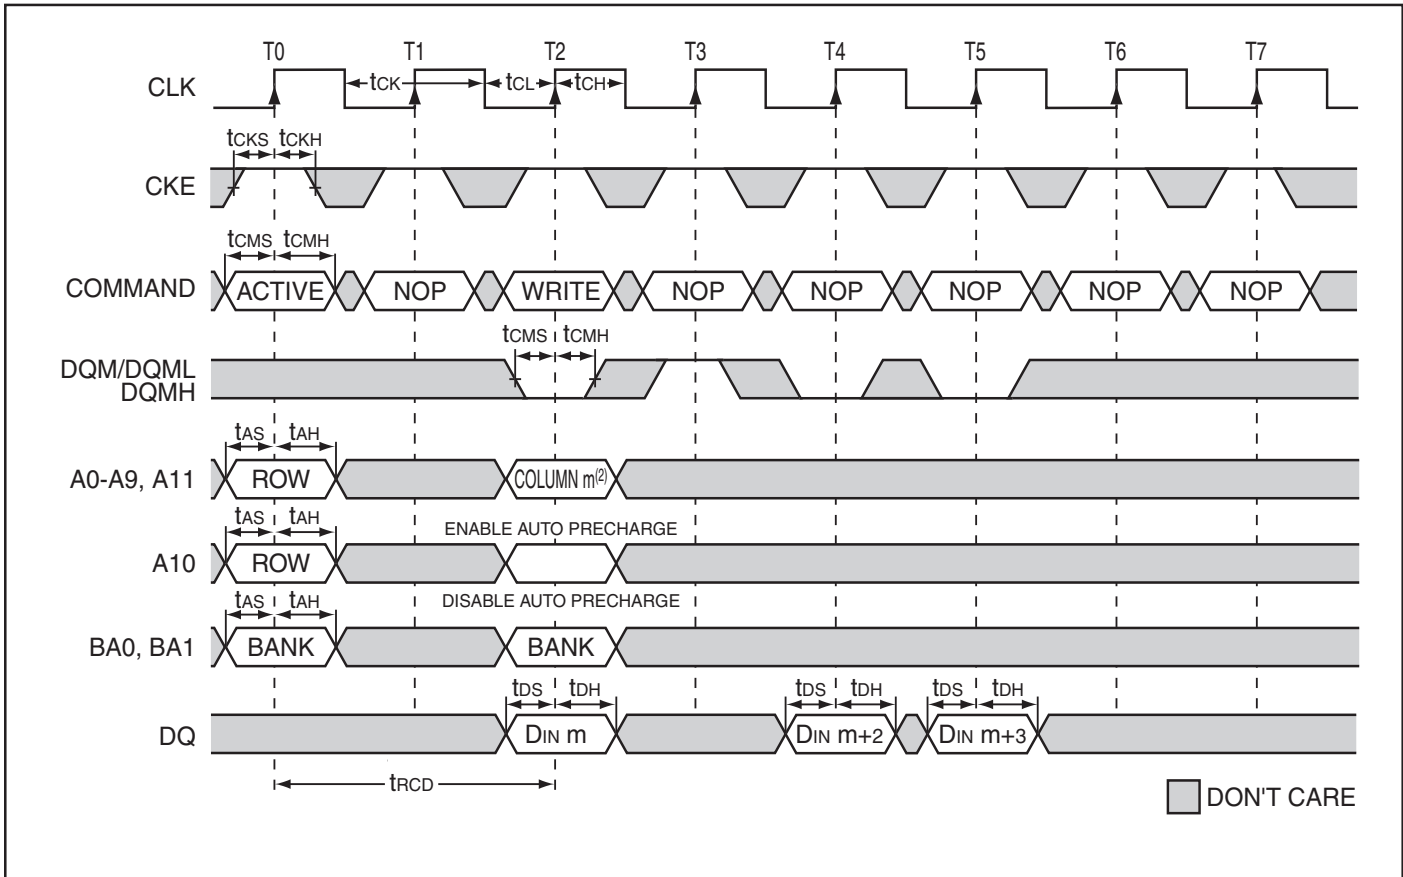 T0 T1 T2 T3 T4 T5 T6 T7
CLK tCK tCL tCH
tCKS tCKH
CKE
tCMS tCMH
COMMAND ACTIVE NOP WRITE NOP NOP NOP NOP NOP
tCMS tCMH
DQM/DQML
DQMH
tAS tAH
A0-A9, A11 ROW COLUMN m(2)
tAS tAH ENABLE AUTO PRECHARGE
A10 ROW
tAS tAH DISABLE AUTO PRECHARGE
BA0, BA1 BANK BANK
tDS tDH tDS tDH tDS tDH
DQ DIN m DIN m+2 DIN m+3
tRCD
DON'T CARE